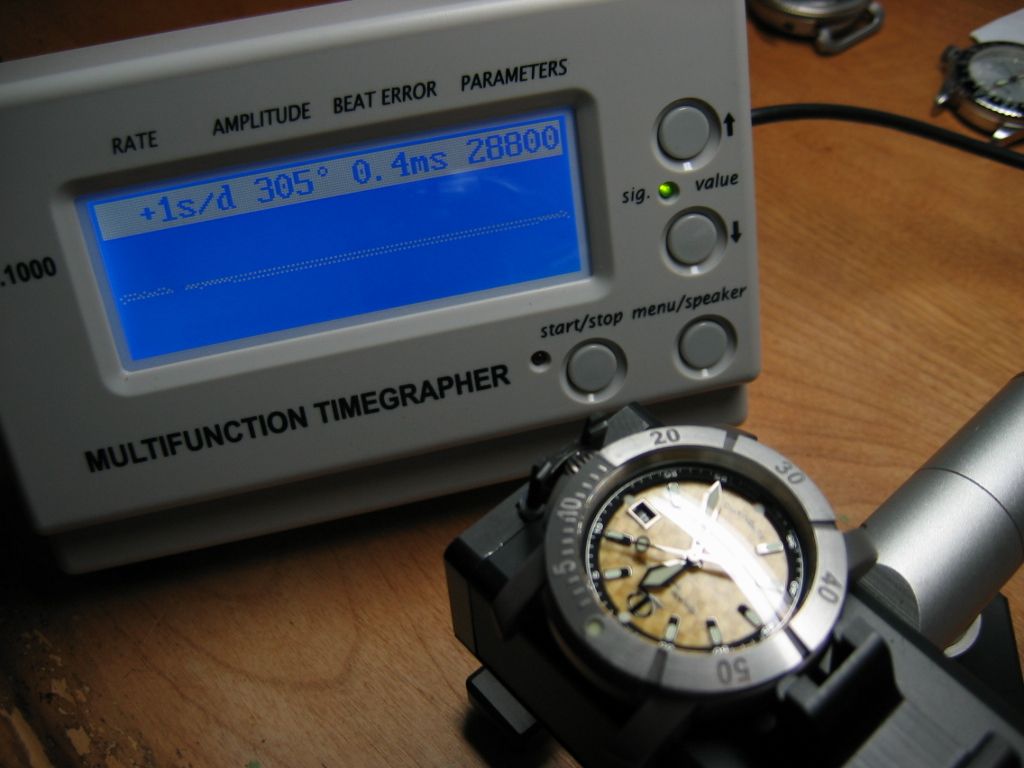 RATE AMPLITUDE BEAT ERROR PARAMETERS
+1s/d 305° 0.4ms 28800
sig. value
.1000
start/stop menu/speaker
MULTIFUNCTION TIMEGRAPHER
20
30
10
5
40
50